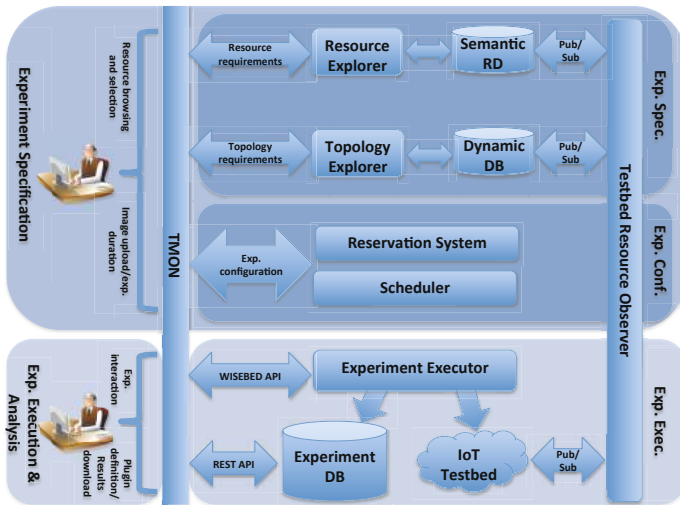 Experiment Specification
Resource browsing
and selection
Image upload/exp.
duration
TMON
Resource
requirements
Resource
Explorer
Semantic
RD
Pub/
Sub
Exp. Spec.
Topology
requirements
Topology
Explorer
Dynamic
DB
Pub/
Sub
Testbed Resource Observer
Exp.
configuration
Reservation System
Scheduler
Exp. Conf.
Exp. Execution &
Analysis
Exp.
interaction
Plugin
definition/
Results
download
WISEBED API
Experiment Executor
Exp. Exec.
REST API
Experiment
DB
IoT
Testbed
Pub/
Sub